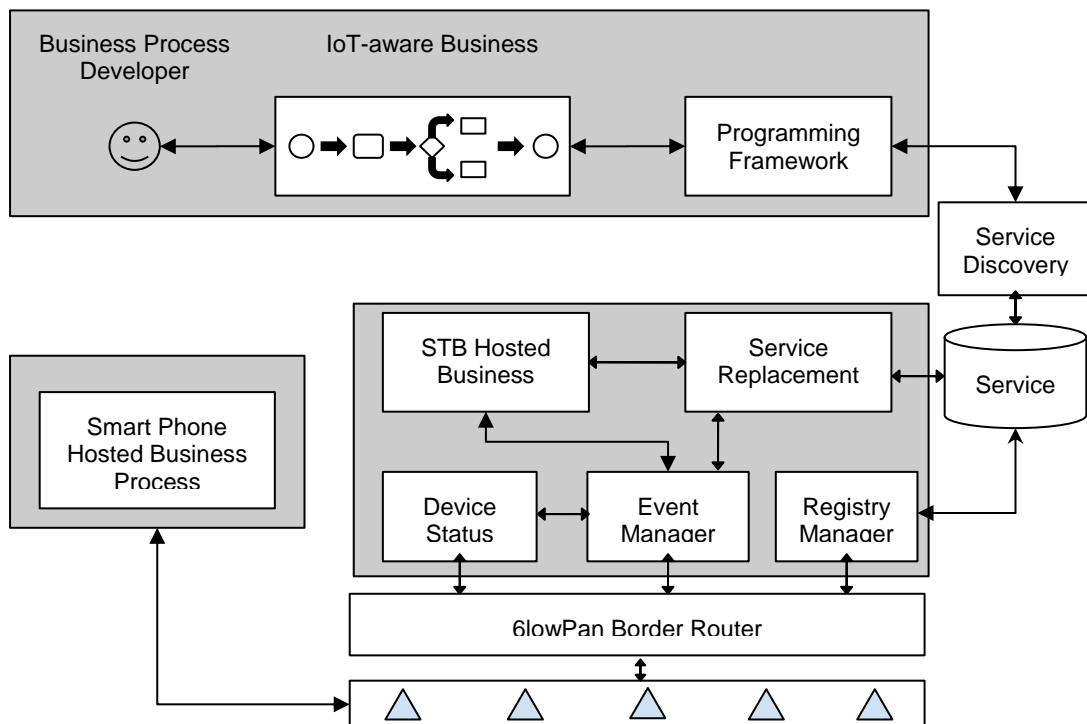 Business Process
Developer
IoT-aware Business
Programming
Framework
Service
Discovery
STB Hosted
Business
Service
Replacement
Service
Smart Phone
Hosted Business
Process
Device
Status
Event
Manager
Registry
Manager
6lowPan Border Router